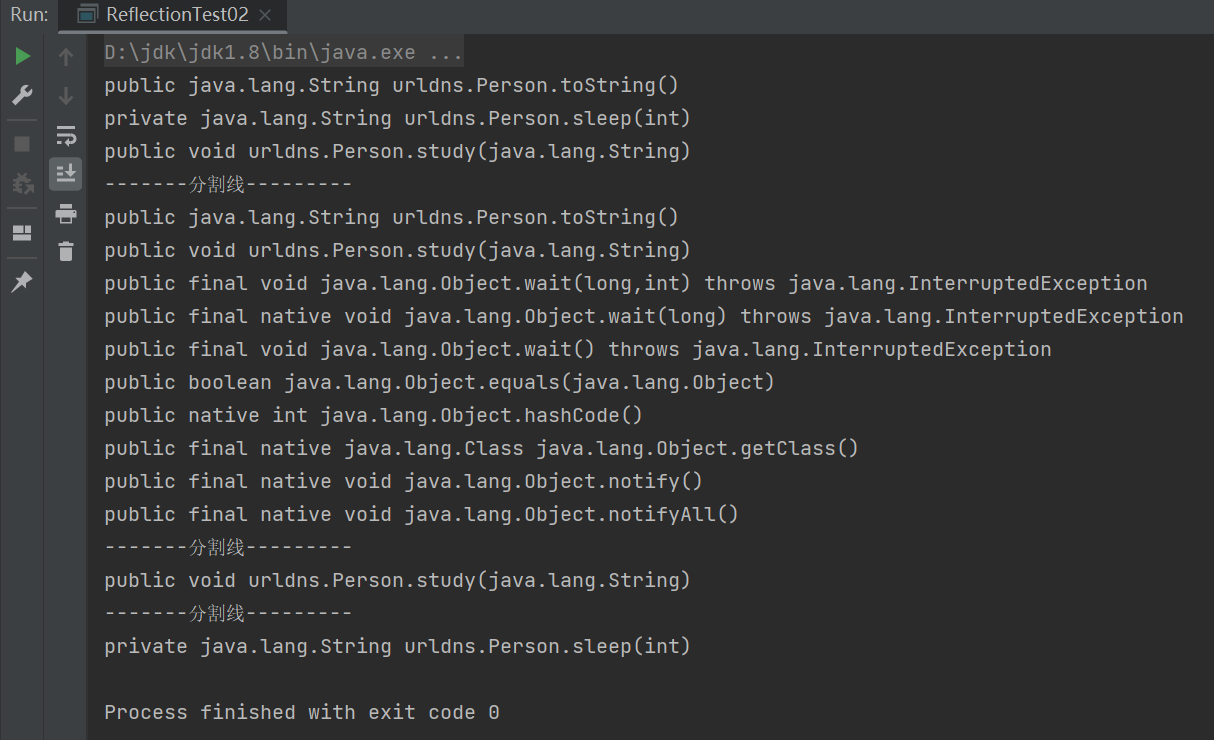 Run: ReflectionTest02
D:\jdk\jdk1.8\bin\java.exe ...
public java.lang.String urldns.Person.toString()
private java.lang.String urldns.Person.sleep(int)
public void urldns.Person.study(java.lang.String)
-------分割线---------
public java.lang.String urldns.Person.toString()
public void urldns.Person.study(java.lang.String)
public final void java.lang.Object.wait(long,int) throws java.lang.InterruptedException
public final native void java.lang.Object.wait(long) throws java.lang.InterruptedException
public final void java.lang.Object.wait() throws java.lang.InterruptedException
public boolean java.lang.Object.equals(java.lang.Object)
public native int java.lang.Object.hashCode()
public final native java.lang.Class java.lang.Object.getClass()
public final native void java.lang.Object.notify()
public final native void java.lang.Object.notifyAll()
-------分割线---------
public void urldns.Person.study(java.lang.String)
-------分割线---------
private java.lang.String urldns.Person.sleep(int)
Process finished with exit code 0